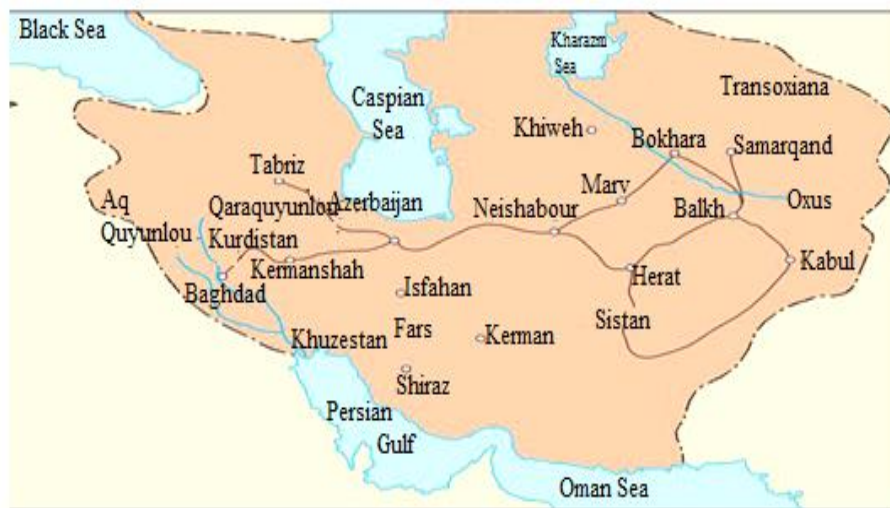 Black Sea
Kharazm
Sea
Transoxiana
Caspian
Sea
Khiweh
Bokhara
Samarqand
Tabriz
Marv
Aq
Quyunlou
Qaraquyunlou
Azerbaijan
Neishabour
Balkh
Oxus
Kurdistan
Kermanshah
Herat
Kabul
Baghdad
Isfahan
Sistan
Khuzestan
Fars
Kerman
Shiraz
Persian
Gulf
Oman Sea